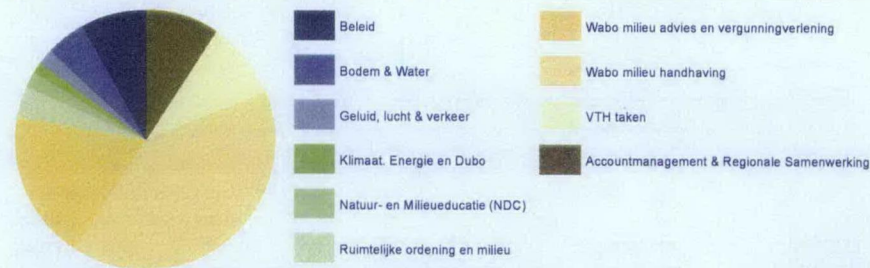 Beleid
Bodem & Water
Geluid, lucht & verkeer
Klimaat. Energie en Dubo
Natuur- en Milieueducatie (NDC)
Ruimtelijke ordening en milieu
Wabo milieu advies en vergunningverlening
Wabo milieu handhaving
VTH taken
Accountmanagement & Regionale Samenwerking